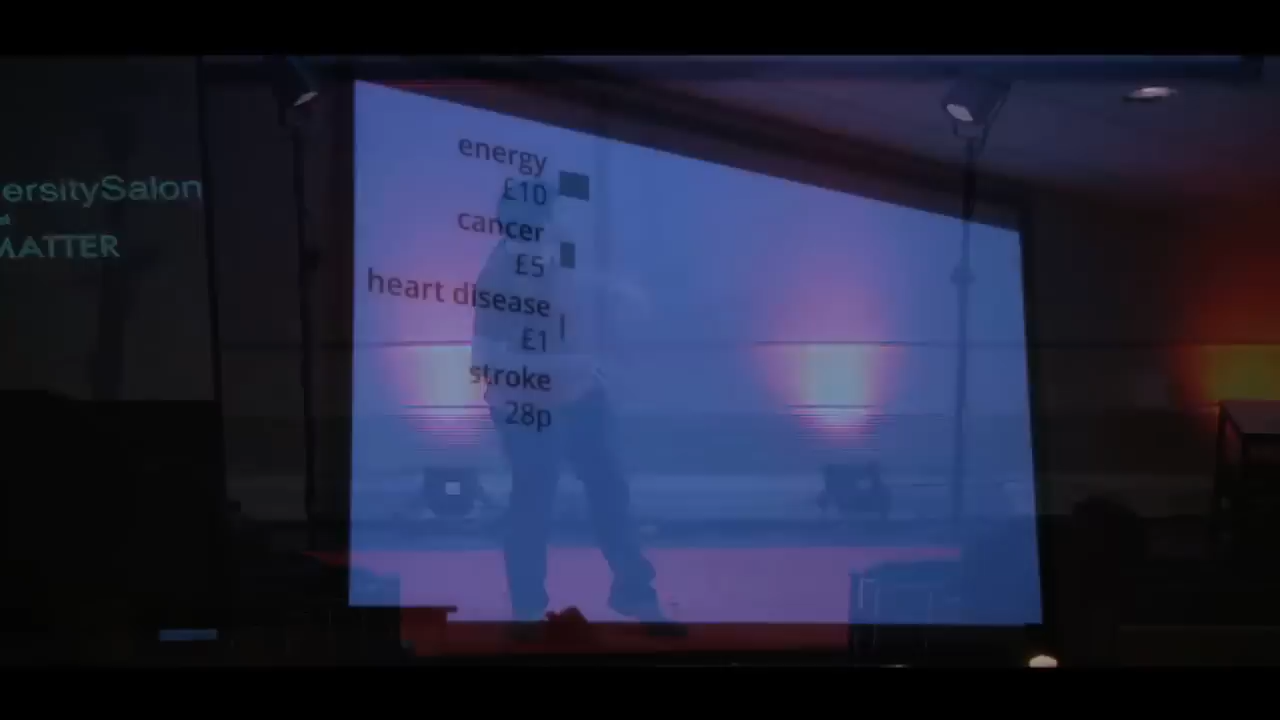 ersitySalon
MATTER
energy
£10
cancer
£5
heart disease
£1
stroke
28p